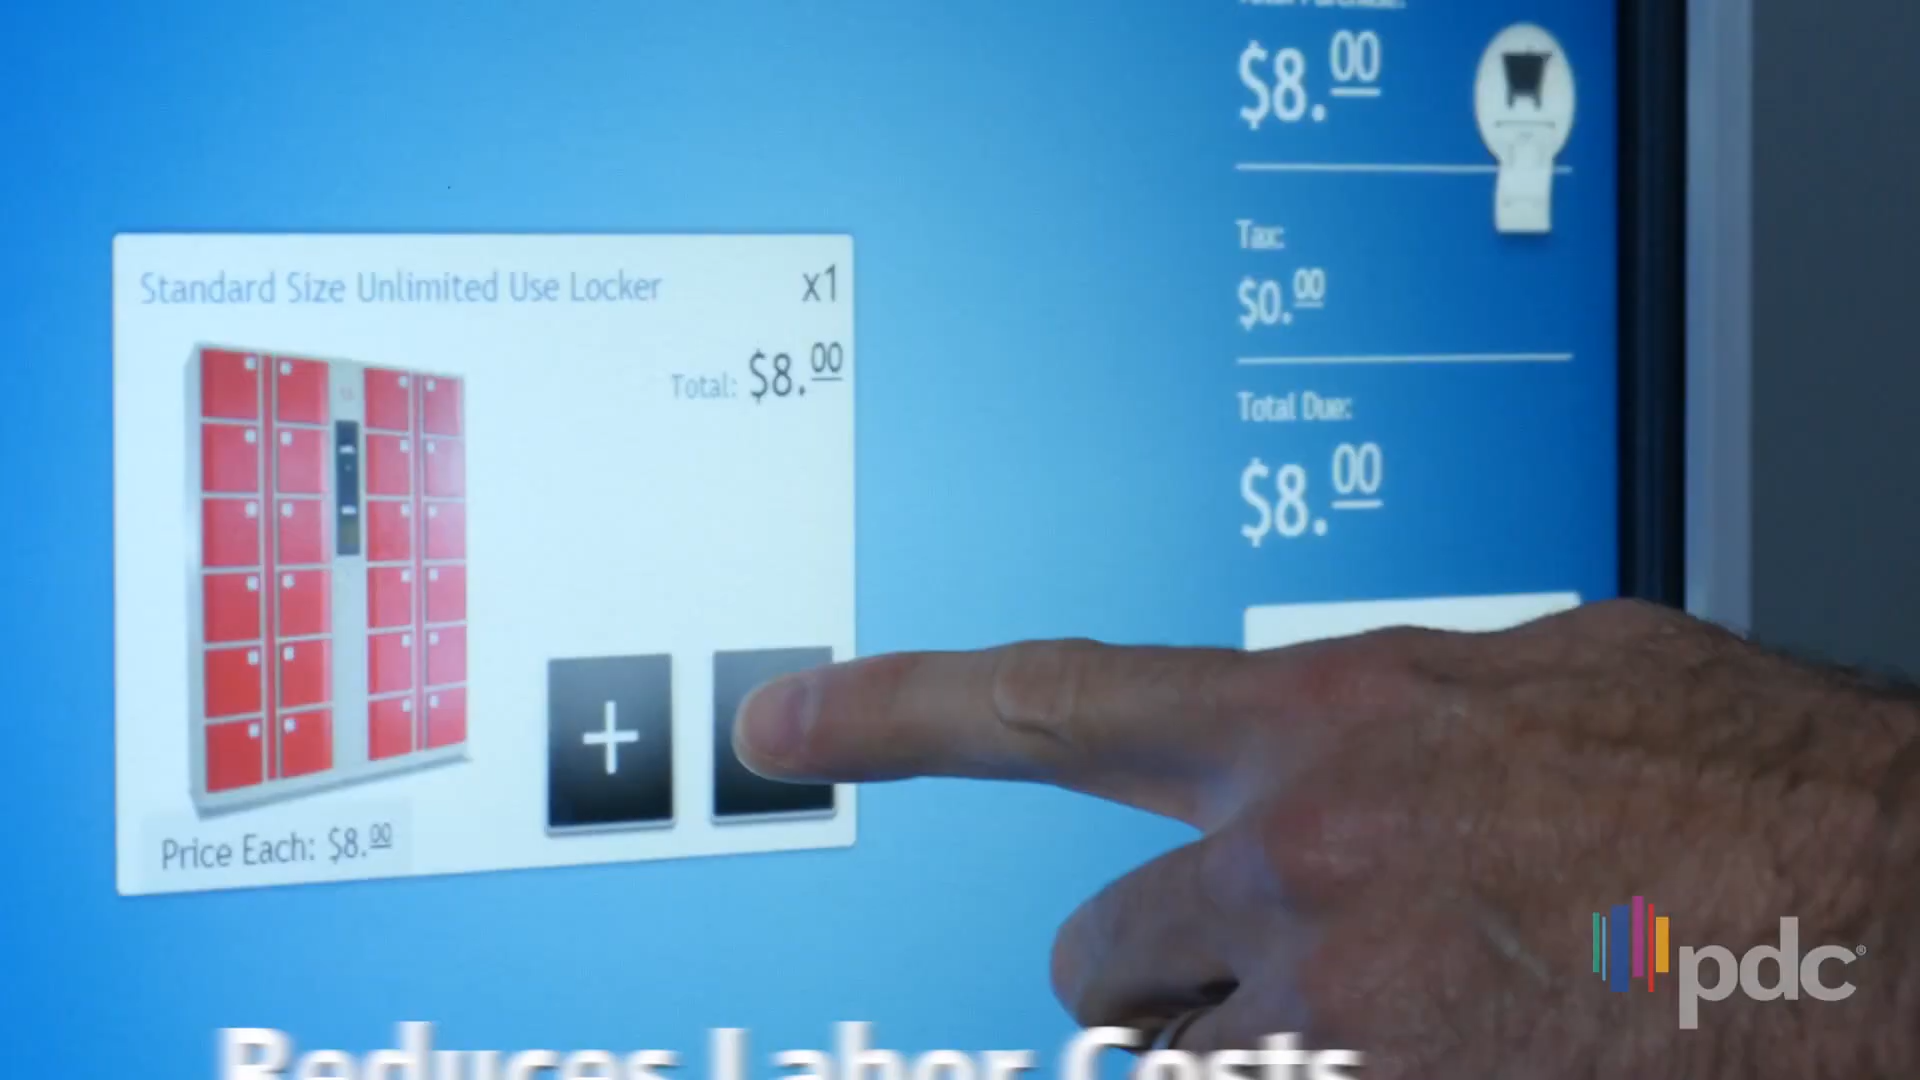 $8.00
Tax:
$0.00
Total Due:
$8.00
Standard Size Unlimited Use Locker
x1
Total: $8.00
+
Price Each: $8.00
pdc®
Reduces Labor Costs